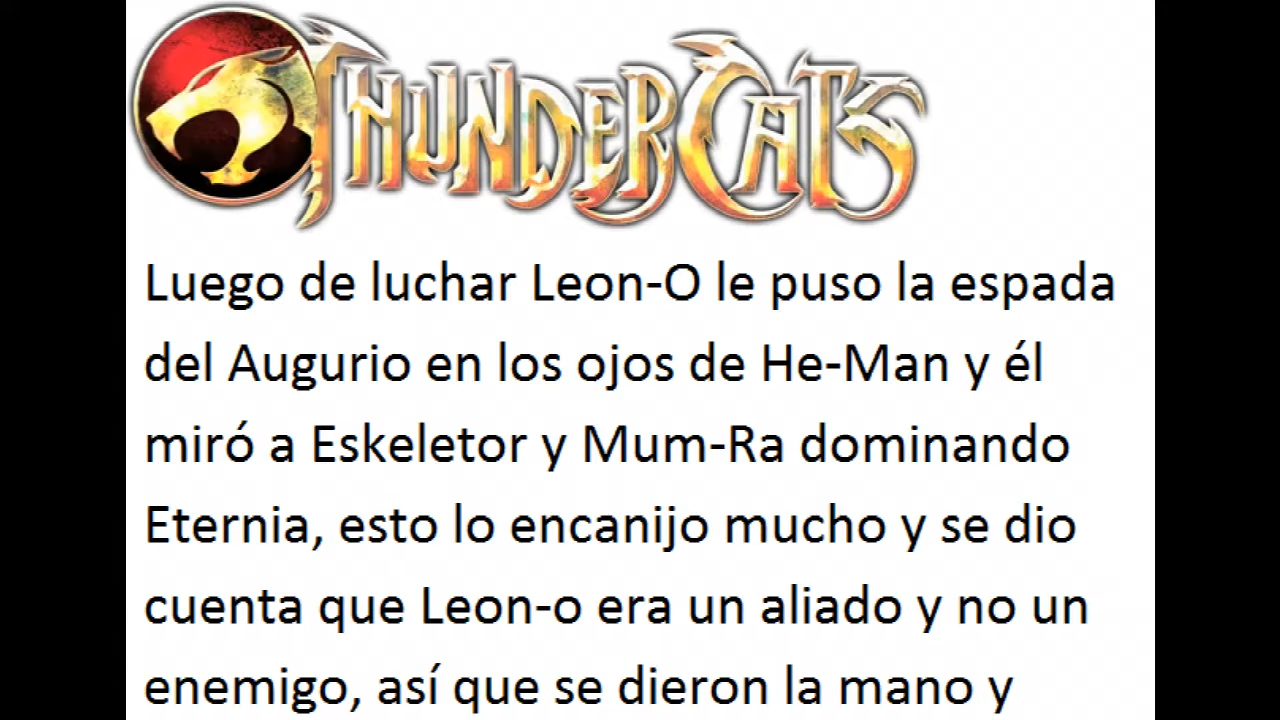 THUNDERCATS
Luego de luchar Leon-O le puso la espada
del Augurio en los ojos de He-Man y él
miró a Eskeletor y Mum-Ra dominando
Eternia, esto lo encanijo mucho y se dio
cuenta que Leon-o era un aliado y no un
enemigo, así que se dieron la mano y